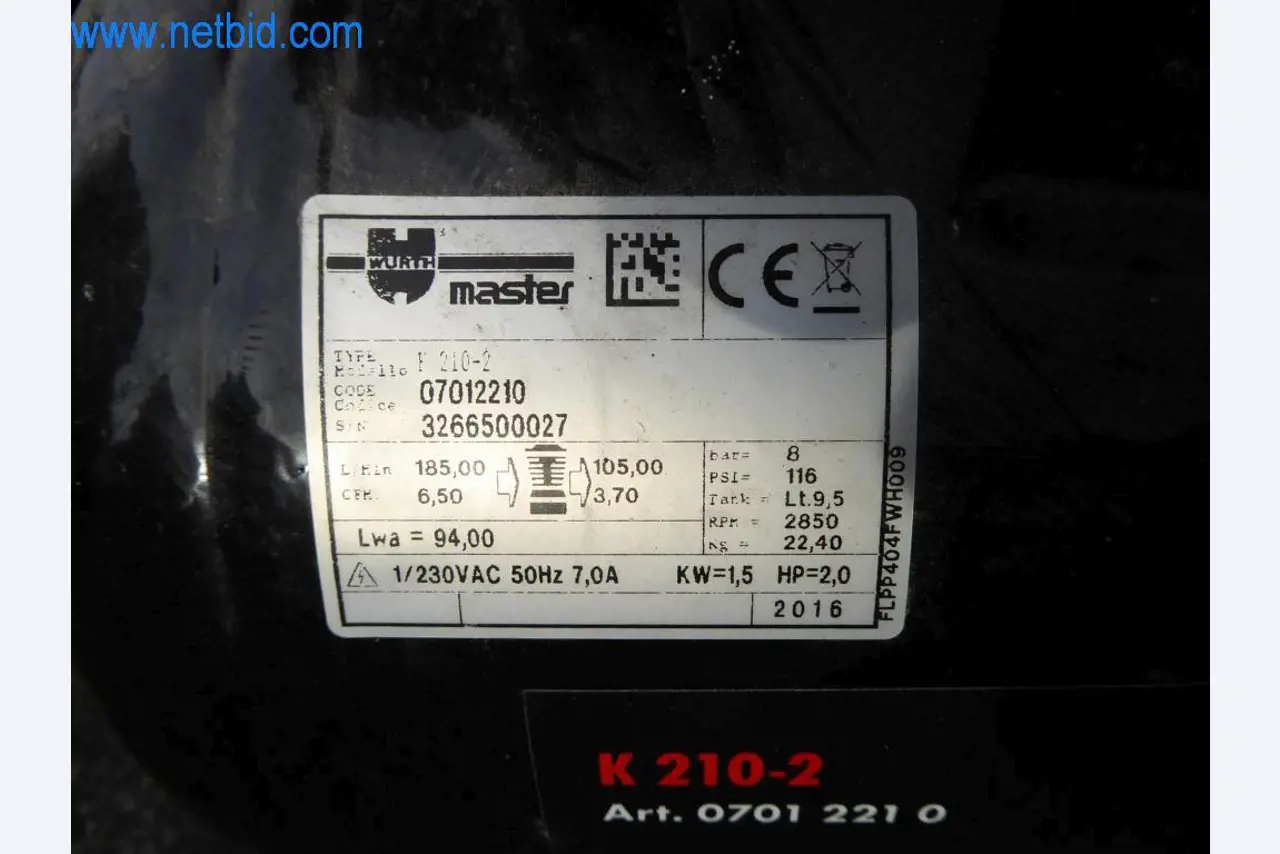 www.netbid.com
WÜRTH
master
CE
TYPE
Modello K 210-2
CODE
Codice 07012210
S/N 3266500027
L/Min 185,00 105,00
CFM. 6,50 3,70
Lwa = 94,00
bar= 8
PSI= 116
Tank = Lt.9,5
RPM = 2850
Kg = 22,40
1/230VAC 50Hz 7,0A KW=1,5 HP=2,0
2016
FLPP404FWH009
K 210-2
Art. 0701 221 0